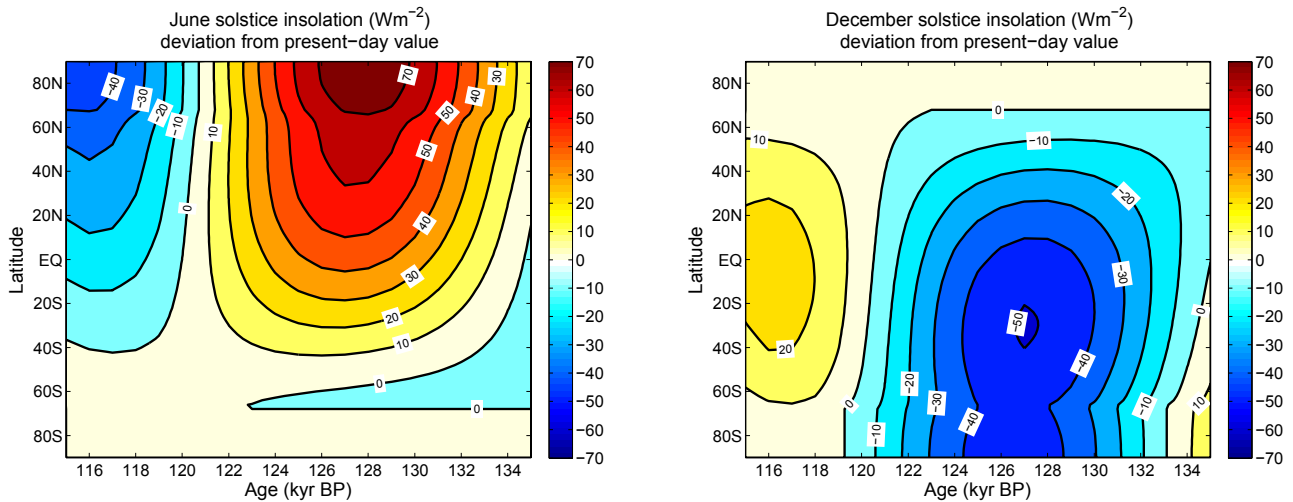 June solstice insolation (Wm−2)
deviation from present−day value
80N
60N
40N
20N
EQ
20S
40S
60S
80S
Latitude
116 118 120 122 124 126 128 130 132 134
Age (kyr BP)
−40 −30 −20 −10 −10 0 10 30 50 50 40 30 20 10 0 0 70 50 40 40 30
70
60
50
40
30
20
10
0
−10
−20
−30
−40
−50
−60
−70
December solstice insolation (Wm−2)
deviation from present−day value
80N
60N
40N
20N
EQ
20S
40S
60S
80S
Latitude
116 118 120 122 124 126 128 130 132 134
Age (kyr BP)
10 20 0 −10 −20 −30 −40 −50 −40 −30 −20 −10 0 −10 0 10
70
60
50
40
30
20
10
0
−10
−20
−30
−40
−50
−60
−70